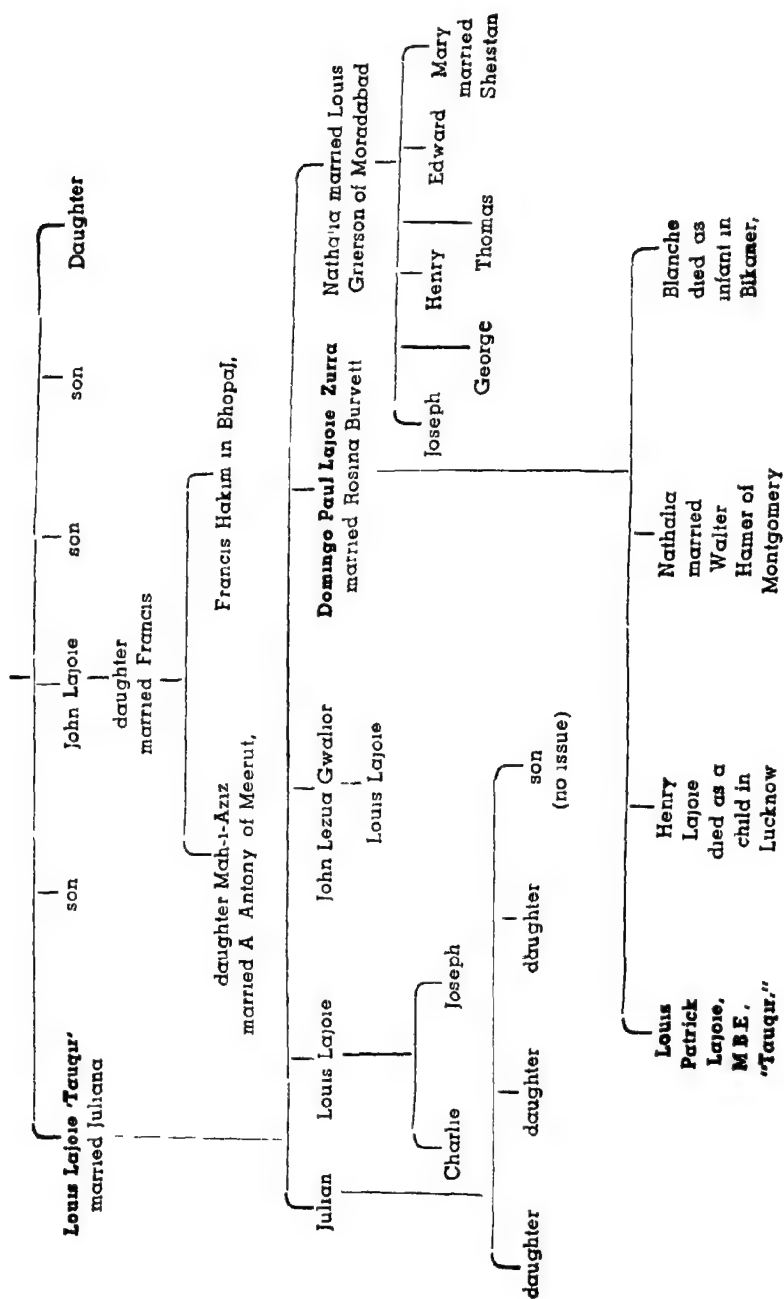 Louis Lajoie 'Tauqir'
married Juliana
son
John Lajoie
son
son
Daughter
daughter
married Francis
daughter Mah-i-Aziz
married A Antony of Meerut,
Francis Hakim in Bhopal,
Julian
Louis Lajoie
John Lezua Gwalior
Domingo Paul Lajoie Zurra
married Rosina Burvett
Nathalia married Louis
Grierson of Moradabad
Charlie
Joseph
Louis Lajoie
Joseph
George
Henry
Thomas
Edward
Mary
married
Sheistan
daughter
daughter
daughter
son
(no issue)
Louis
Patrick
Lajoie,
M B E,
"Tauqir."
Henry
Lajoie
died as a
child in
Lucknow
Nathalia
married
Walter
Hamer of
Montgomery
Blanche
died as
infant in
Bikaner,